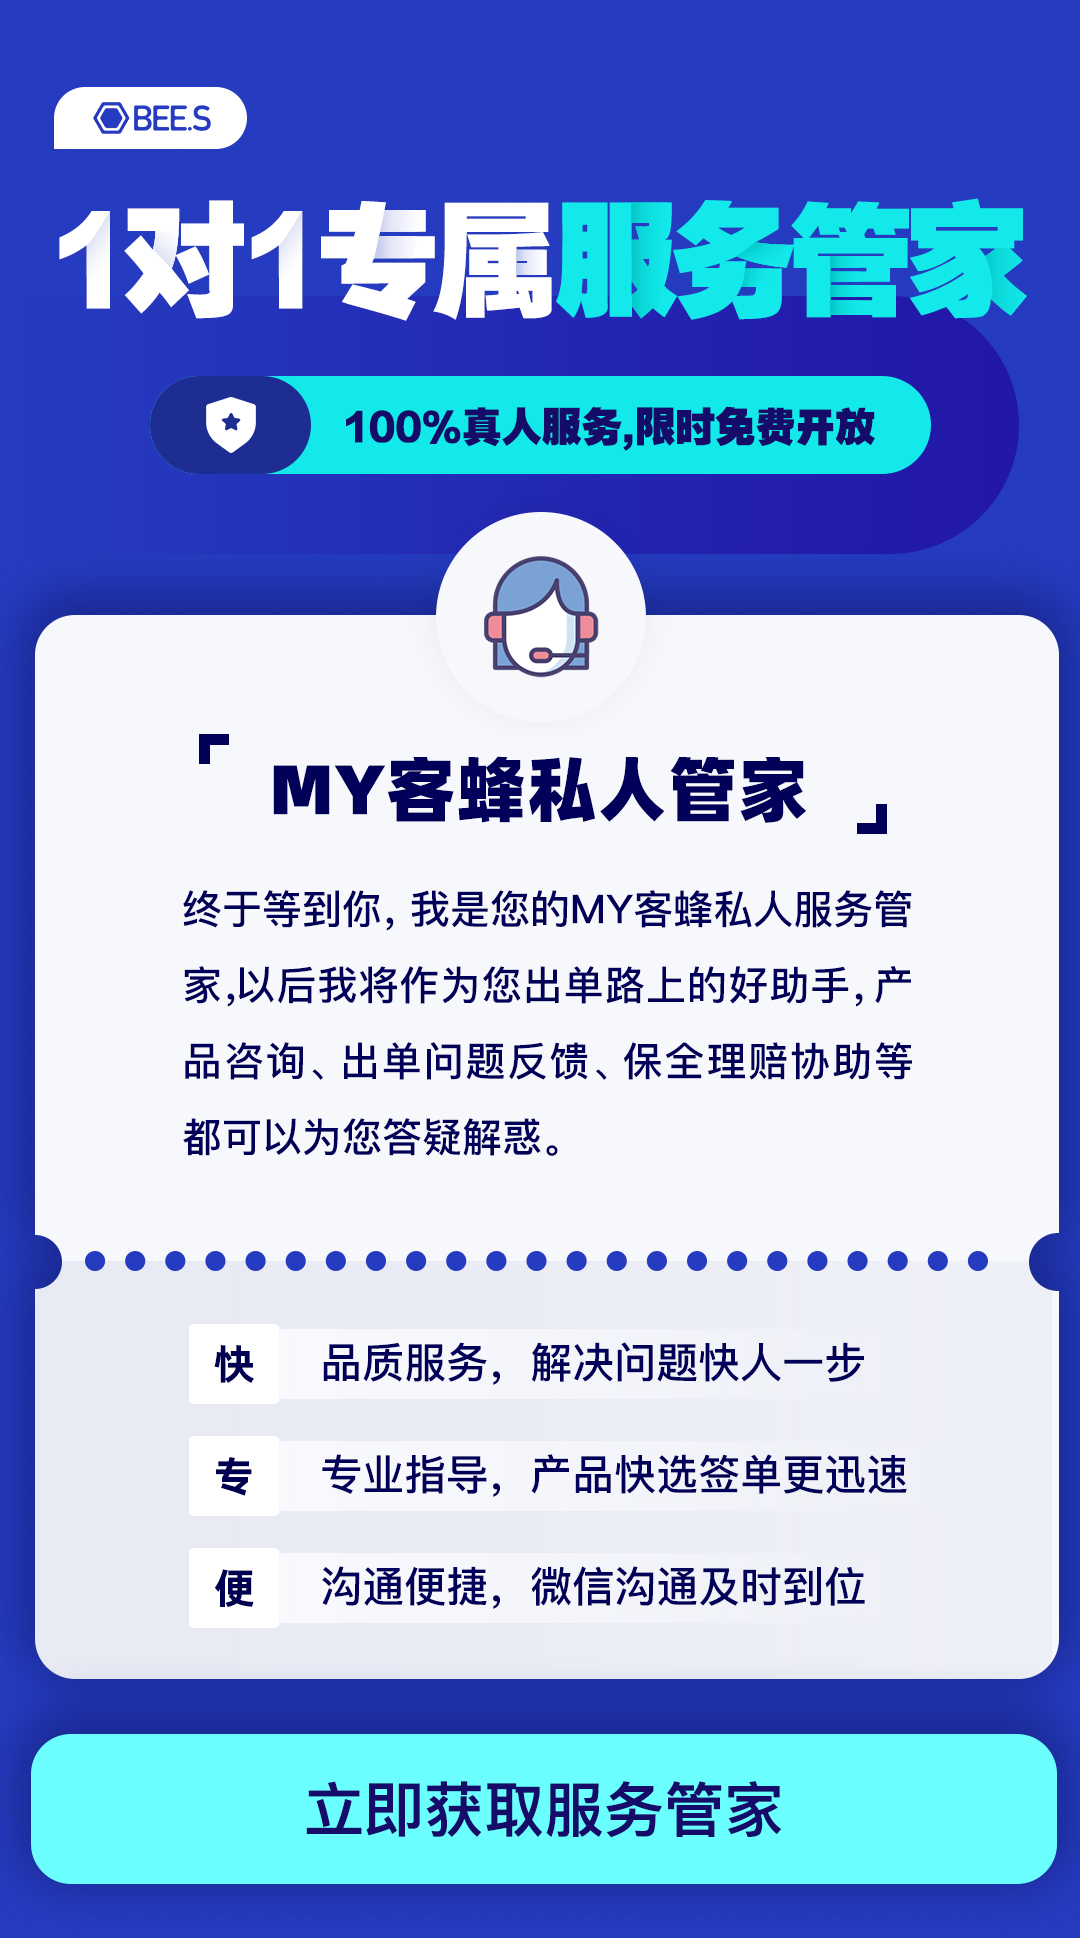 BEE.S
1对1专属服务管家
100%真人服务,限时免费开放
MY客蜂私人管家
终于等到你，我是您的MY客蜂私人服务管
家,以后我将作为您出单路上的好助手，产
品咨询、出单问题反馈、保全理赔协助等
都可以为您答疑解惑。
快 品质服务，解决问题快人一步
专 专业指导，产品快选签单更迅速
便 沟通便捷，微信沟通及时到位
立即获取服务管家